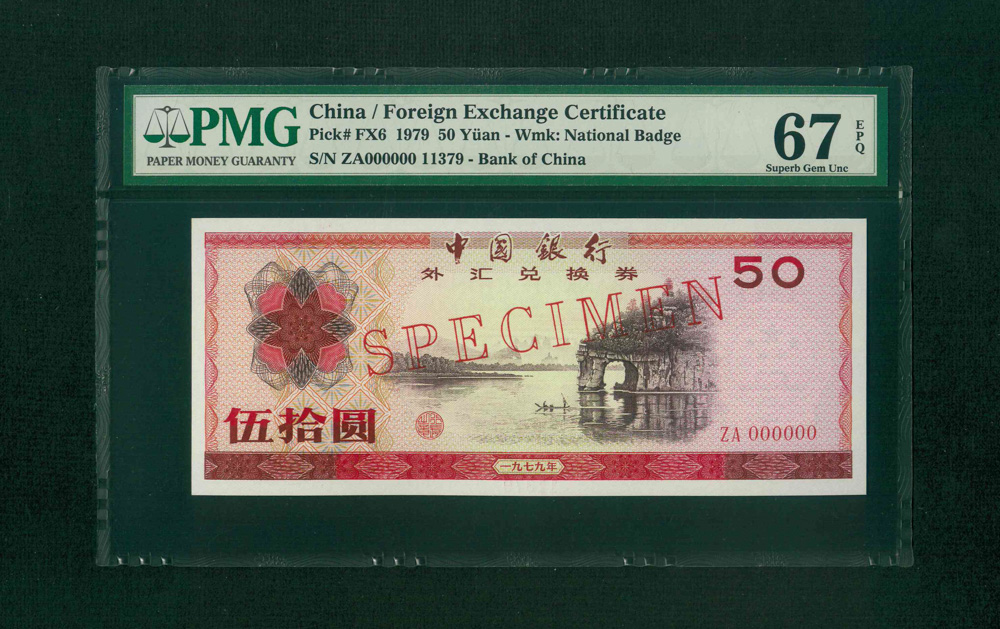 PMG
PAPER MONEY GUARANTY
China / Foreign Exchange Certificate
Pick# FX6 1979 50 Yüan - Wmk: National Badge
S/N ZA000000 11379 - Bank of China
67
EPQ
Superb Gem Unc
中国銀行
外汇兑换券
50
SPECIMEN
伍拾圆
ZA 000000
一九七九年